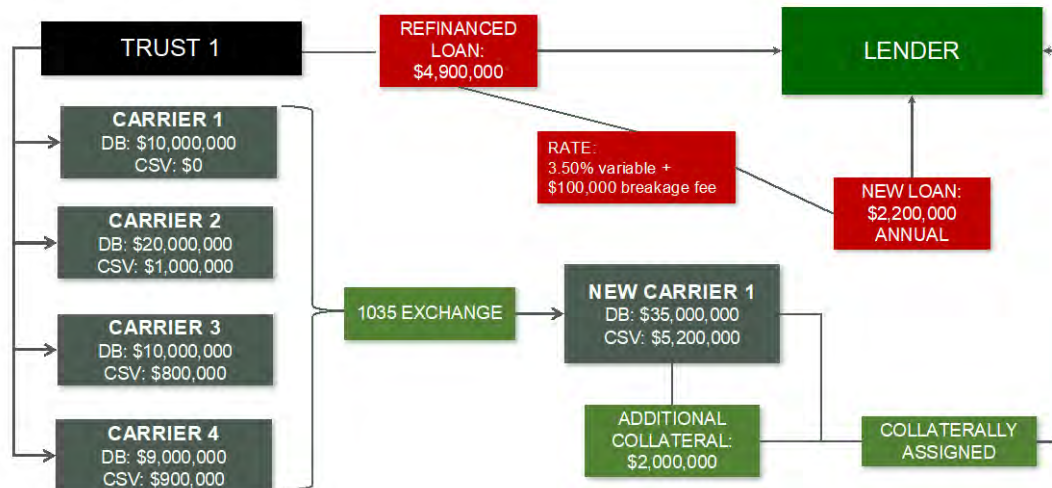 TRUST 1
REFINANCED
LOAN:
$4,900,000
LENDER
CARRIER 1
DB: $10,000,000
CSV: $0
RATE:
3.50% variable +
$100,000 breakage fee
NEW LOAN:
$2,200,000
ANNUAL
CARRIER 2
DB: $20,000,000
CSV: $1,000,000
1035 EXCHANGE
NEW CARRIER 1
DB: $35,000,000
CSV: $5,200,000
CARRIER 3
DB: $10,000,000
CSV: $800,000
CARRIER 4
DB: $9,000,000
CSV: $900,000
ADDITIONAL
COLLATERAL:
$2,000,000
COLLATERALLY
ASSIGNED